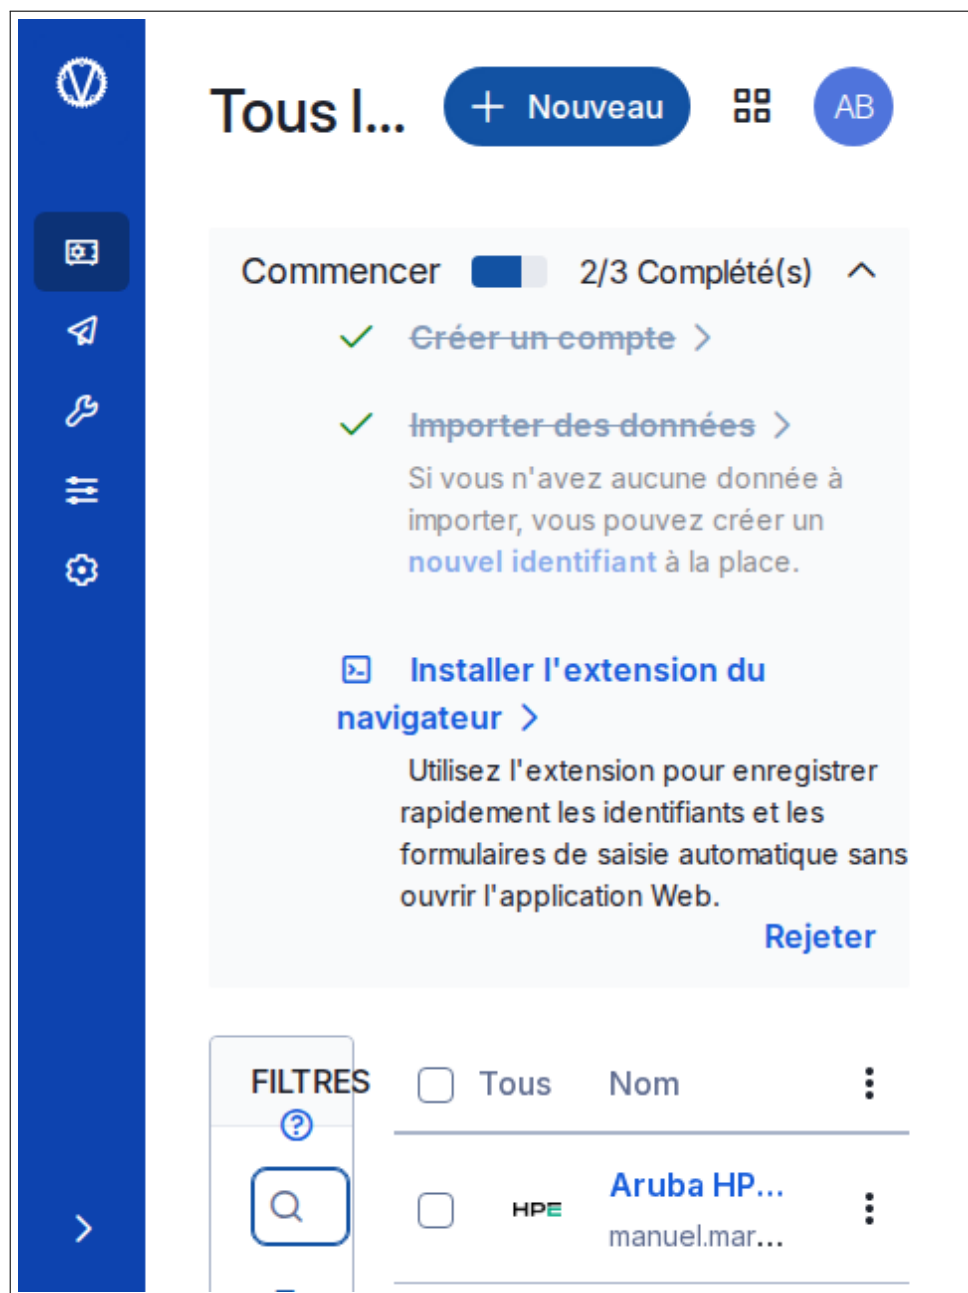 Tous l...
+ Nouveau
AB
Commencer 2/3 Complété(s)
Créer un compte
Importer des données
Si vous n'avez aucune donnée à
importer, vous pouvez créer un
nouvel identifiant à la place.
Installer l'extension du
navigateur
Utilisez l'extension pour enregistrer
rapidement les identifiants et les
formulaires de saisie automatique sans
ouvrir l'application Web.
Rejeter
FILTRES
Tous Nom
HPE
Aruba HP...
manuel.mar...